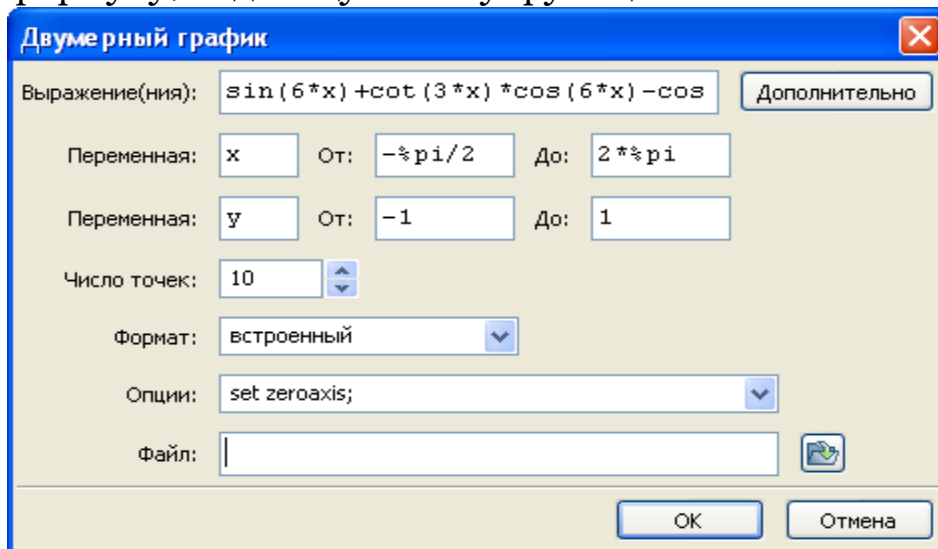 Двумерный график
Выражение(ния): sin(6*x)+cot(3*x)*cos(6*x)-cos Дополнительно
Переменная: x От: -%pi/2 До: 2*%pi
Переменная: y От: -1 До: 1
Число точек: 10
Формат: встроенный
Опции: set zeroaxis;
Файл:
OK Отмена